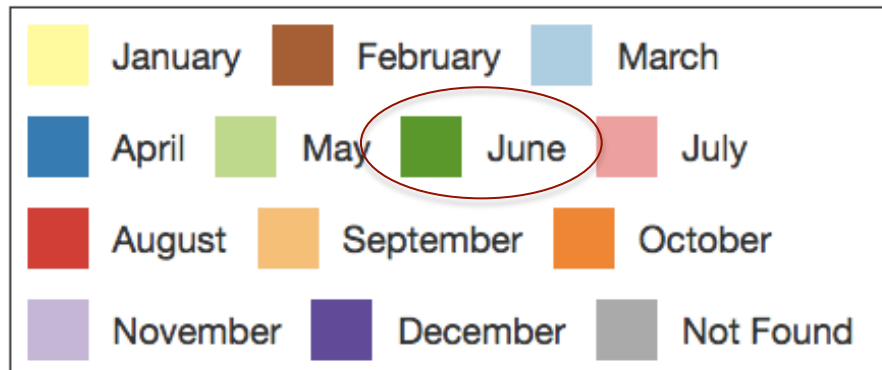 January February March
April May June July
August September October
November December Not Found